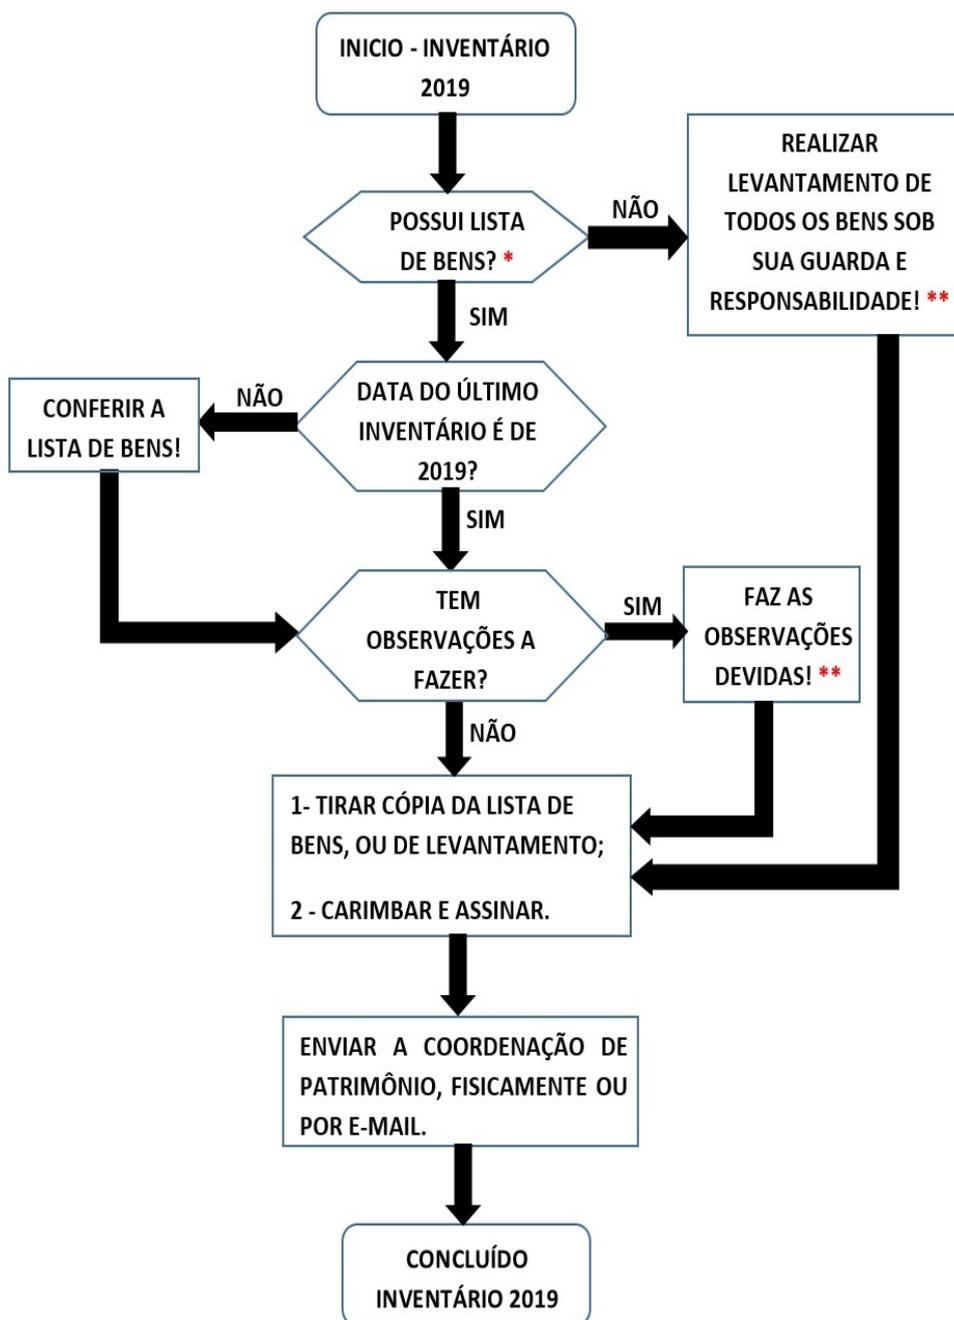 INICIO - INVENTÁRIO
2019
POSSUI LISTA
DE BENS? *
NÃO
REALIZAR
LEVANTAMENTO DE
TODOS OS BENS SOB
SUA GUARDA E
RESPONSABILIDADE! **
SIM
DATA DO ÚLTIMO
INVENTÁRIO É DE
2019?
NÃO
CONFERIR A
LISTA DE BENS!
SIM
TEM
OBSERVAÇÕES A
FAZER?
SIM
FAZ AS
OBSERVAÇÕES
DEVIDAS! **
NÃO
1- TIRAR CÓPIA DA LISTA DE
BENS, OU DE LEVANTAMENTO;
2 - CARIMBAR E ASSINAR.
ENVIAR A COORDENAÇÃO DE
PATRIMÔNIO, FISICAMENTE OU
POR E-MAIL.
CONCLUÍDO
INVENTÁRIO 2019